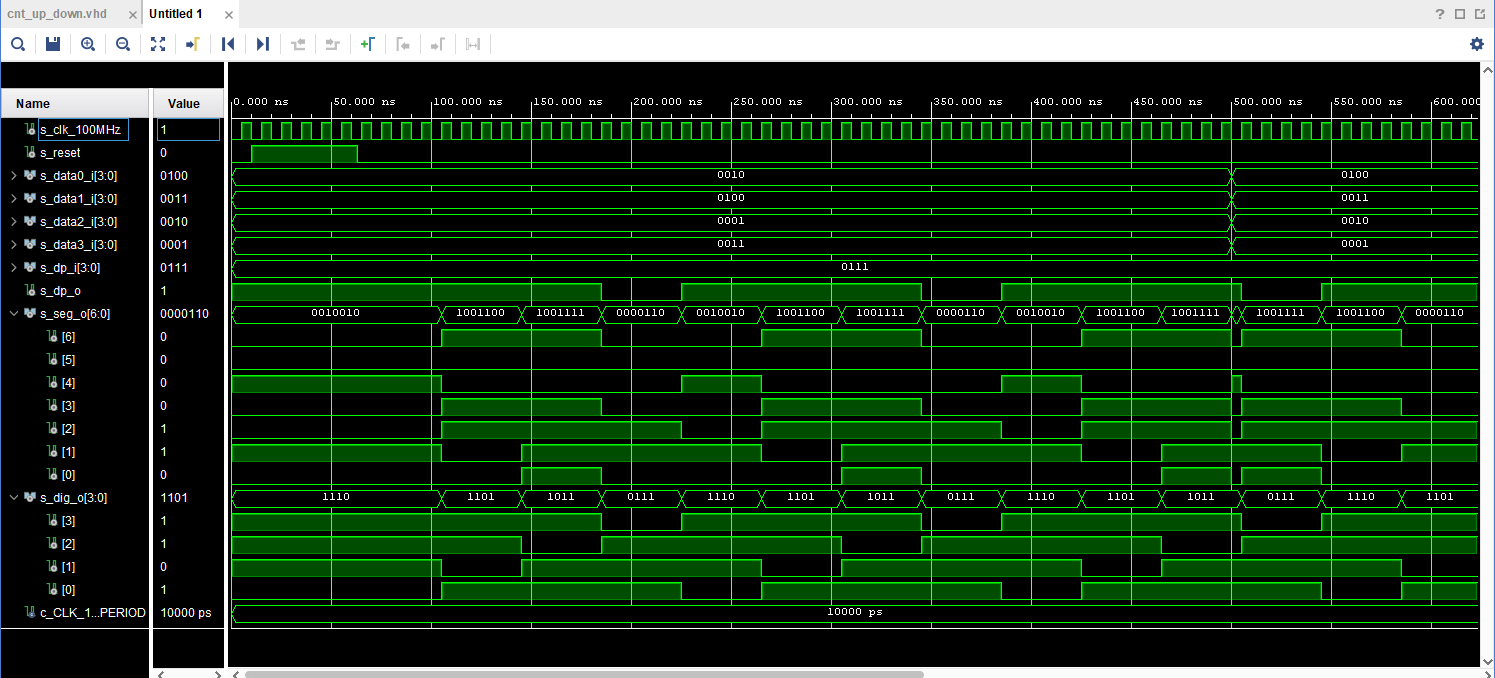 cnt_up_down.vhd × Untitled 1 ×
Name Value
0.000 ns 50.000 ns 100.000 ns 150.000 ns 200.000 ns 250.000 ns 300.000 ns 350.000 ns 400.000 ns 450.000 ns 500.000 ns 550.000 ns 600.000
s_clk_100MHz 1
s_reset 0
s_data0_i[3:0] 0100 0010 0100
s_data1_i[3:0] 0011 0100 0011
s_data2_i[3:0] 0010 0001 0010
s_data3_i[3:0] 0001 0011 0001
s_dp_i[3:0] 0111 0111
s_dp_o 1
s_seg_o[6:0] 0000110 0010010 1001100 1001111 0000110 0010010 1001100 1001111 0000110 0010010 1001100 1001111 1001111 1001100 0000110
[6] 0
[5] 0
[4] 0
[3] 0
[2] 1
[1] 1
[0] 0
s_dig_o[3:0] 1101 1110 1101 1011 0111 1110 1101 1011 0111 1110 1101 1011 0111 1110 1101
[3] 1
[2] 1
[1] 0
[0] 1
c_CLK_1...PERIOD 10000 ps 10000 ps